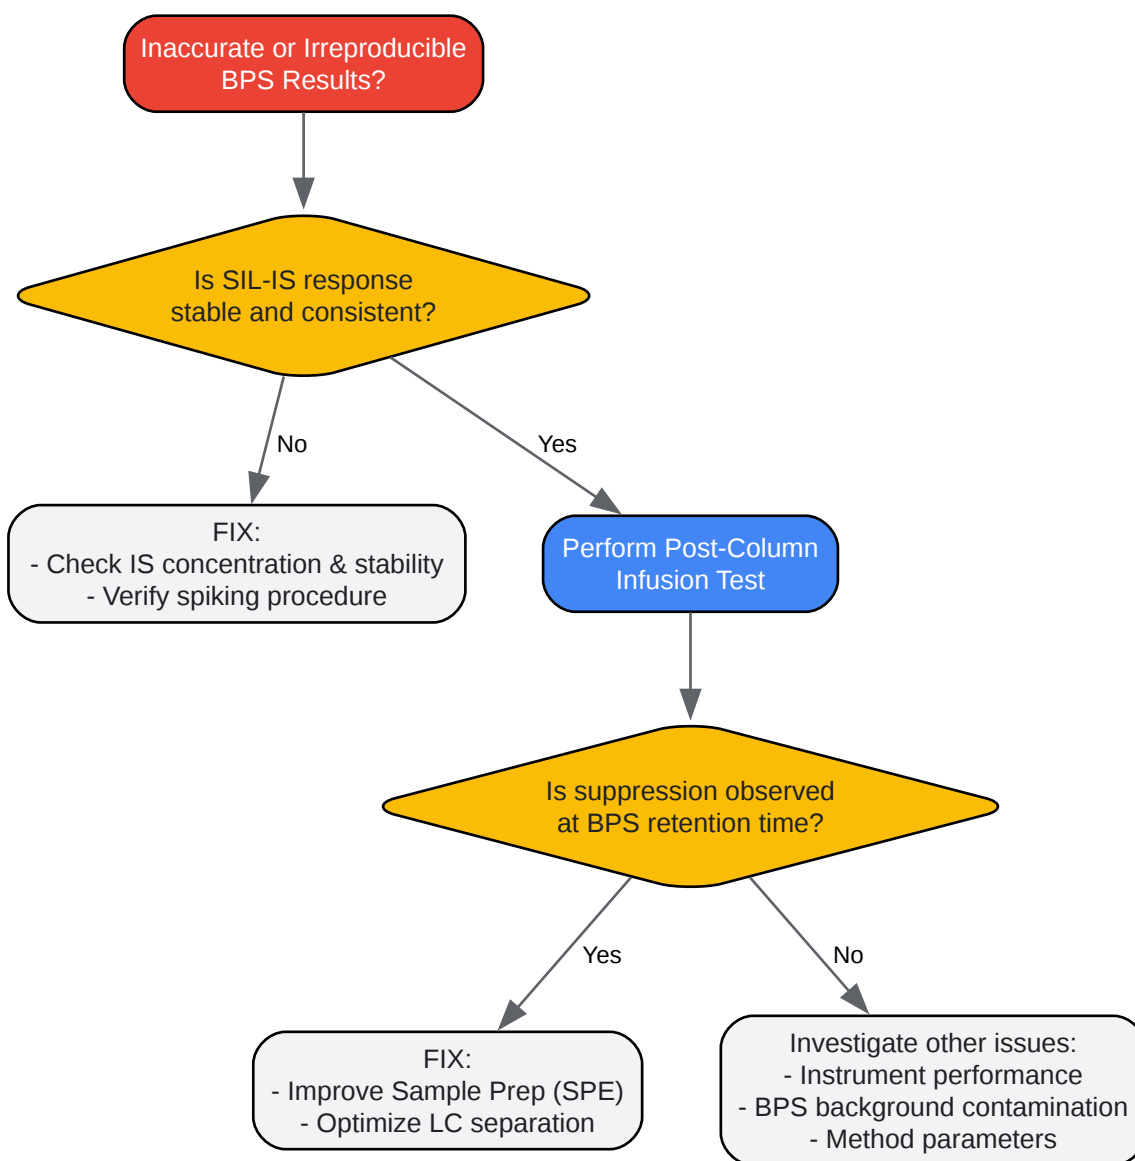 Inaccurate or Irreproducible
BPS Results?
Is SIL-IS response
stable and consistent?
No
Yes
FIX:
- Check IS concentration & stability
- Verify spiking procedure
Perform Post-Column
Infusion Test
Is suppression observed
at BPS retention time?
Yes
No
FIX:
- Improve Sample Prep (SPE)
- Optimize LC separation
Investigate other issues:
- Instrument performance
- BPS background contamination
- Method parameters